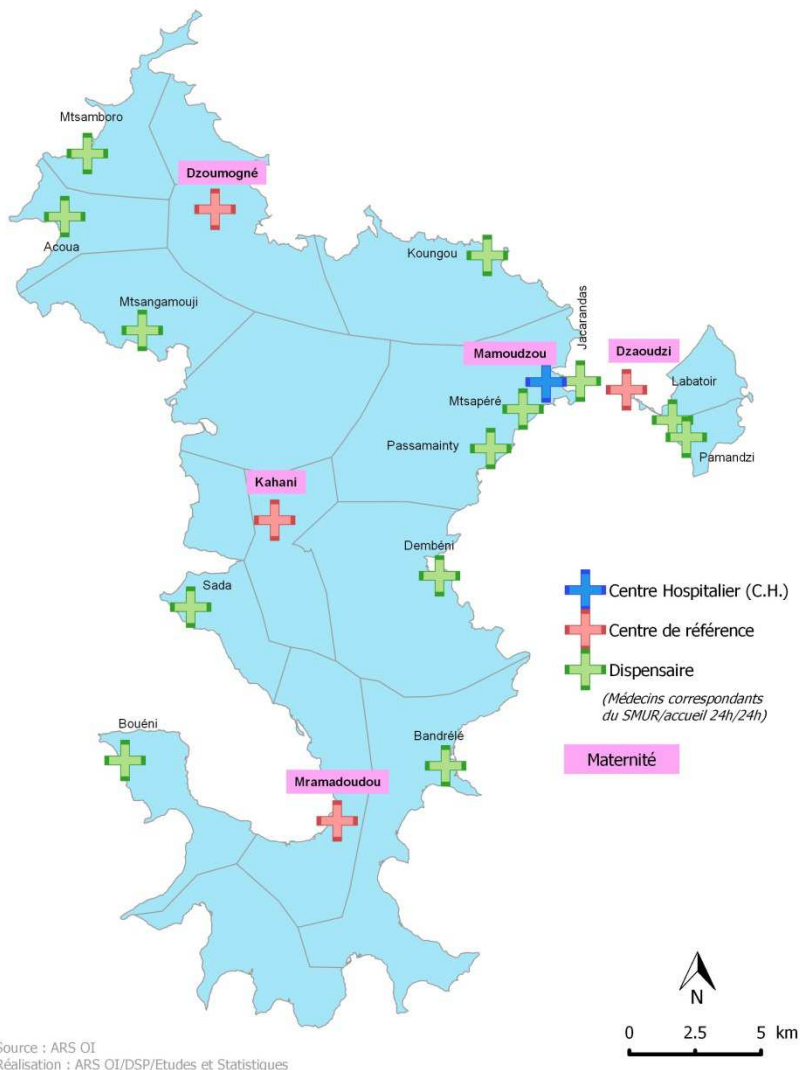 Mtsamboro
Dzoumogné
Acoua
Koungou
Mtsangamouji
Jacarandas
Mamoudzou
Dzaoudzi
Labatoir
Mtsapéré
Passamainty
Pamandzi
Kahani
Dembéni
Sada
Centre Hospitalier (C.H.)
Centre de référence
Dispensaire
(Médecins correspondants
du SMUR/accueil 24h/24h)
Bouéni
Bandrélé
Maternité
Mramadoudou
N
0 2.5 5 km
Source : ARS OI
Réalisation : ARS OI/DSP/Etudes et Statistiques